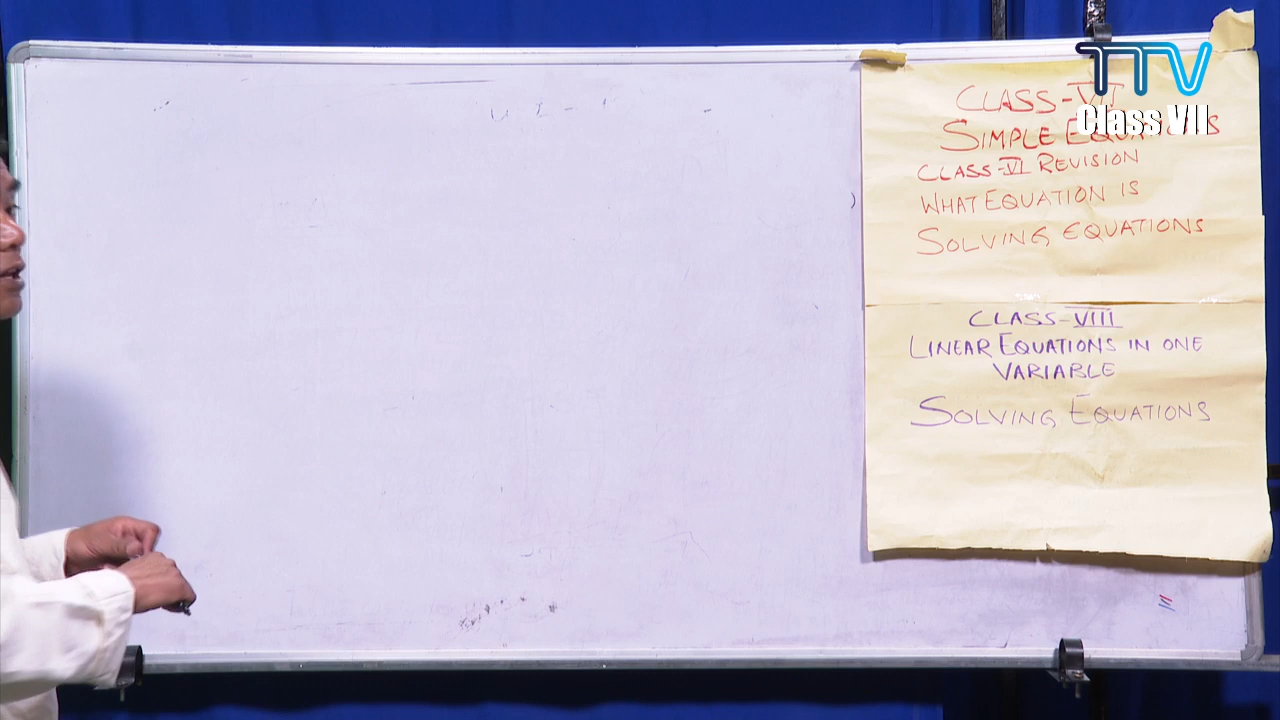 TTV
Class VII
CLASS-VII
SIMPLE EQUATIONS
CLASS-VI REVISION
WHAT EQUATION IS
SOLVING EQUATIONS
CLASS-VIII
LINEAR EQUATIONS IN ONE
VARIABLE
SOLVING EQUATIONS